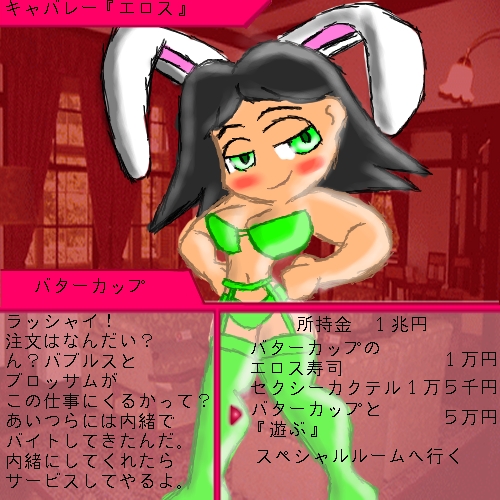 キャバレー『エロス』
バターカップ
ラッシャイ！
注文はなんだい？
ん？バブルスと
ブロッサムが
この仕事にくるかって？
あいつらには内緒で
バイトしてきたんだ。
内緒にしてくれたら
サービスしてやるよ。
所持金　１兆円
バターカップの
エロス寿司　１万円
セクシーカクテル１万５千円
バターカップと
『遊ぶ』　５万円
スペシャルルームへ行く